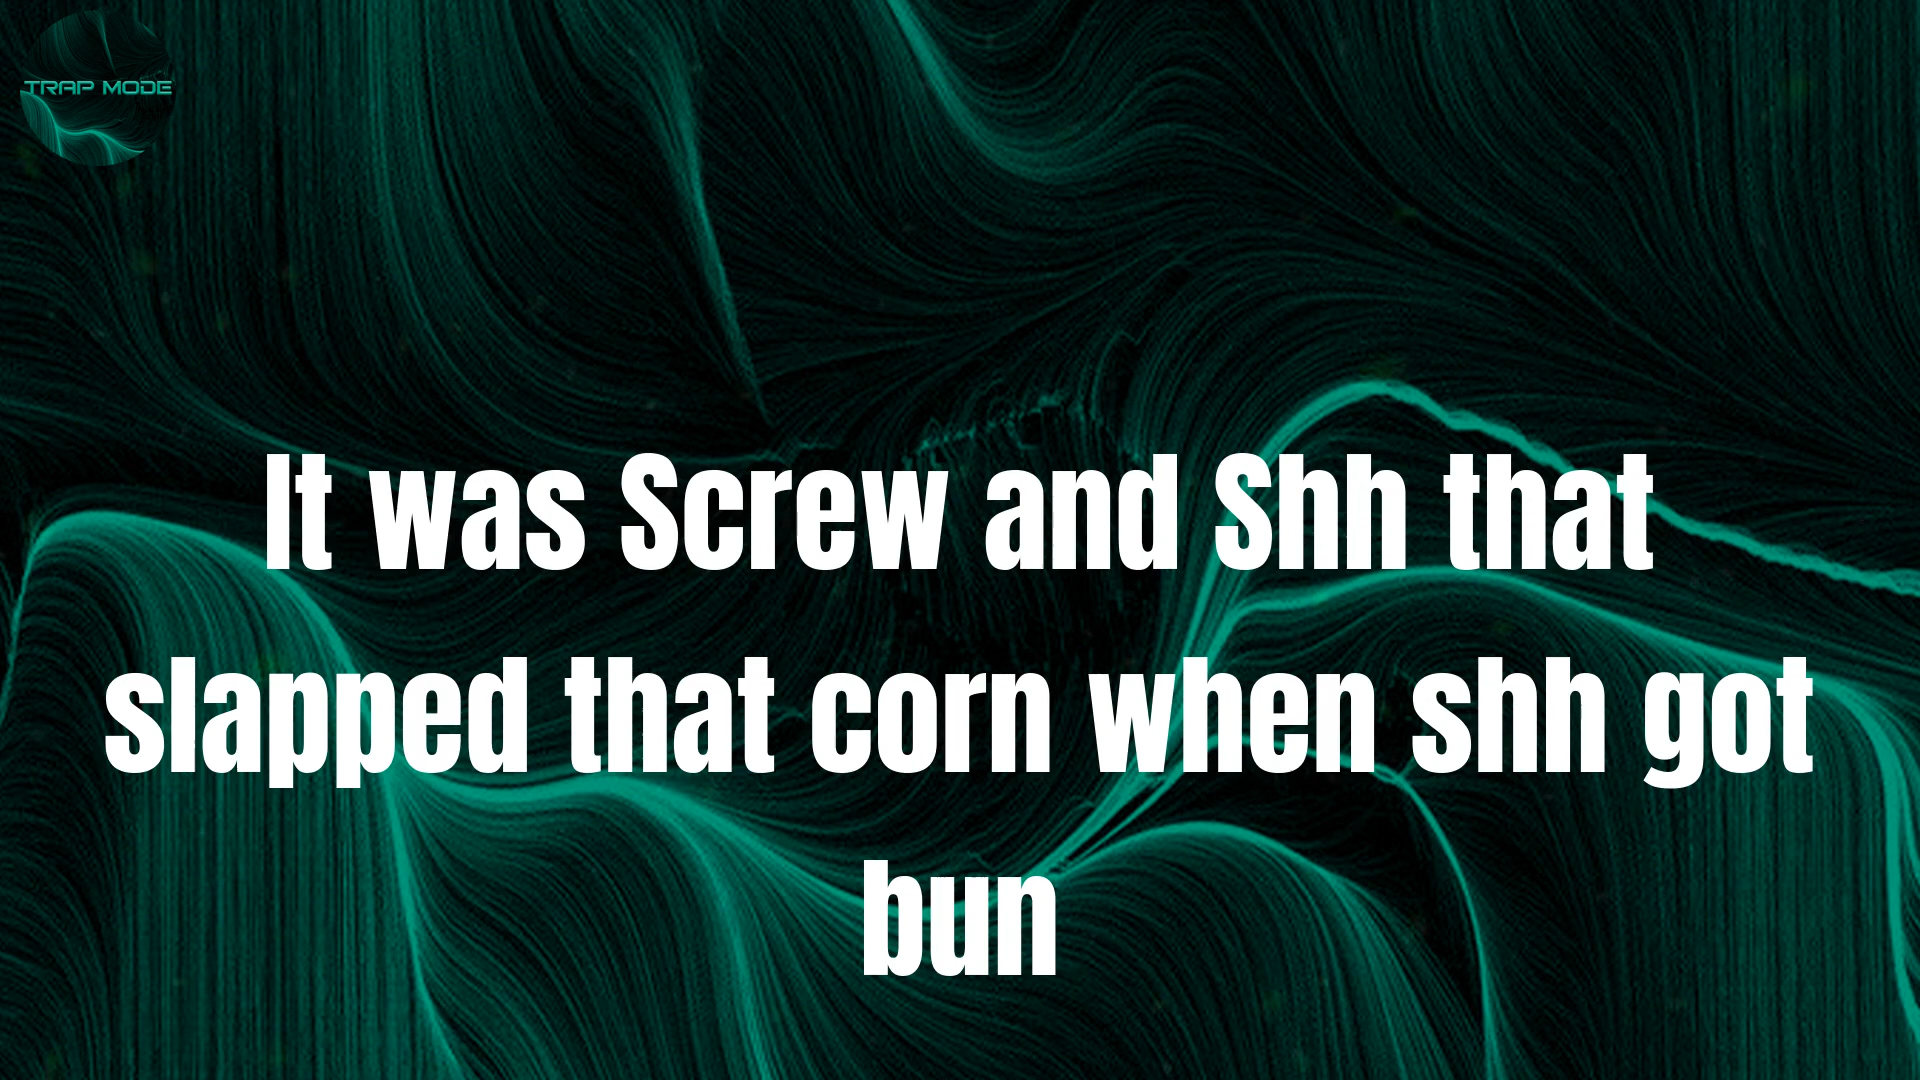 TRAP MODE
It was Screw and Shh that
slapped that corn when shh got
bun